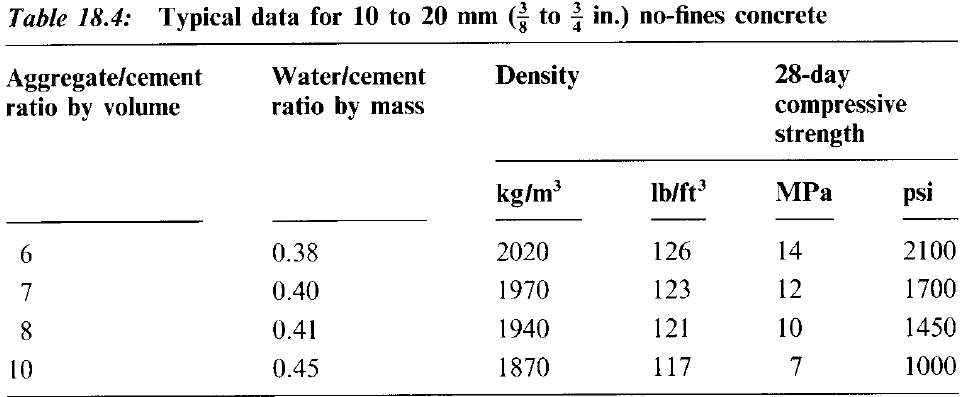 Table 18.4: Typical data for 10 to 20 mm (3/8 to 3/4 in.) no-fines concrete
Aggregate/cement Water/cement Density 28-day
ratio by volume ratio by mass compressive
strength
kg/m³ lb/ft³ MPa psi
6 0.38 2020 126 14 2100
7 0.40 1970 123 12 1700
8 0.41 1940 121 10 1450
10 0.45 1870 117 7 1000